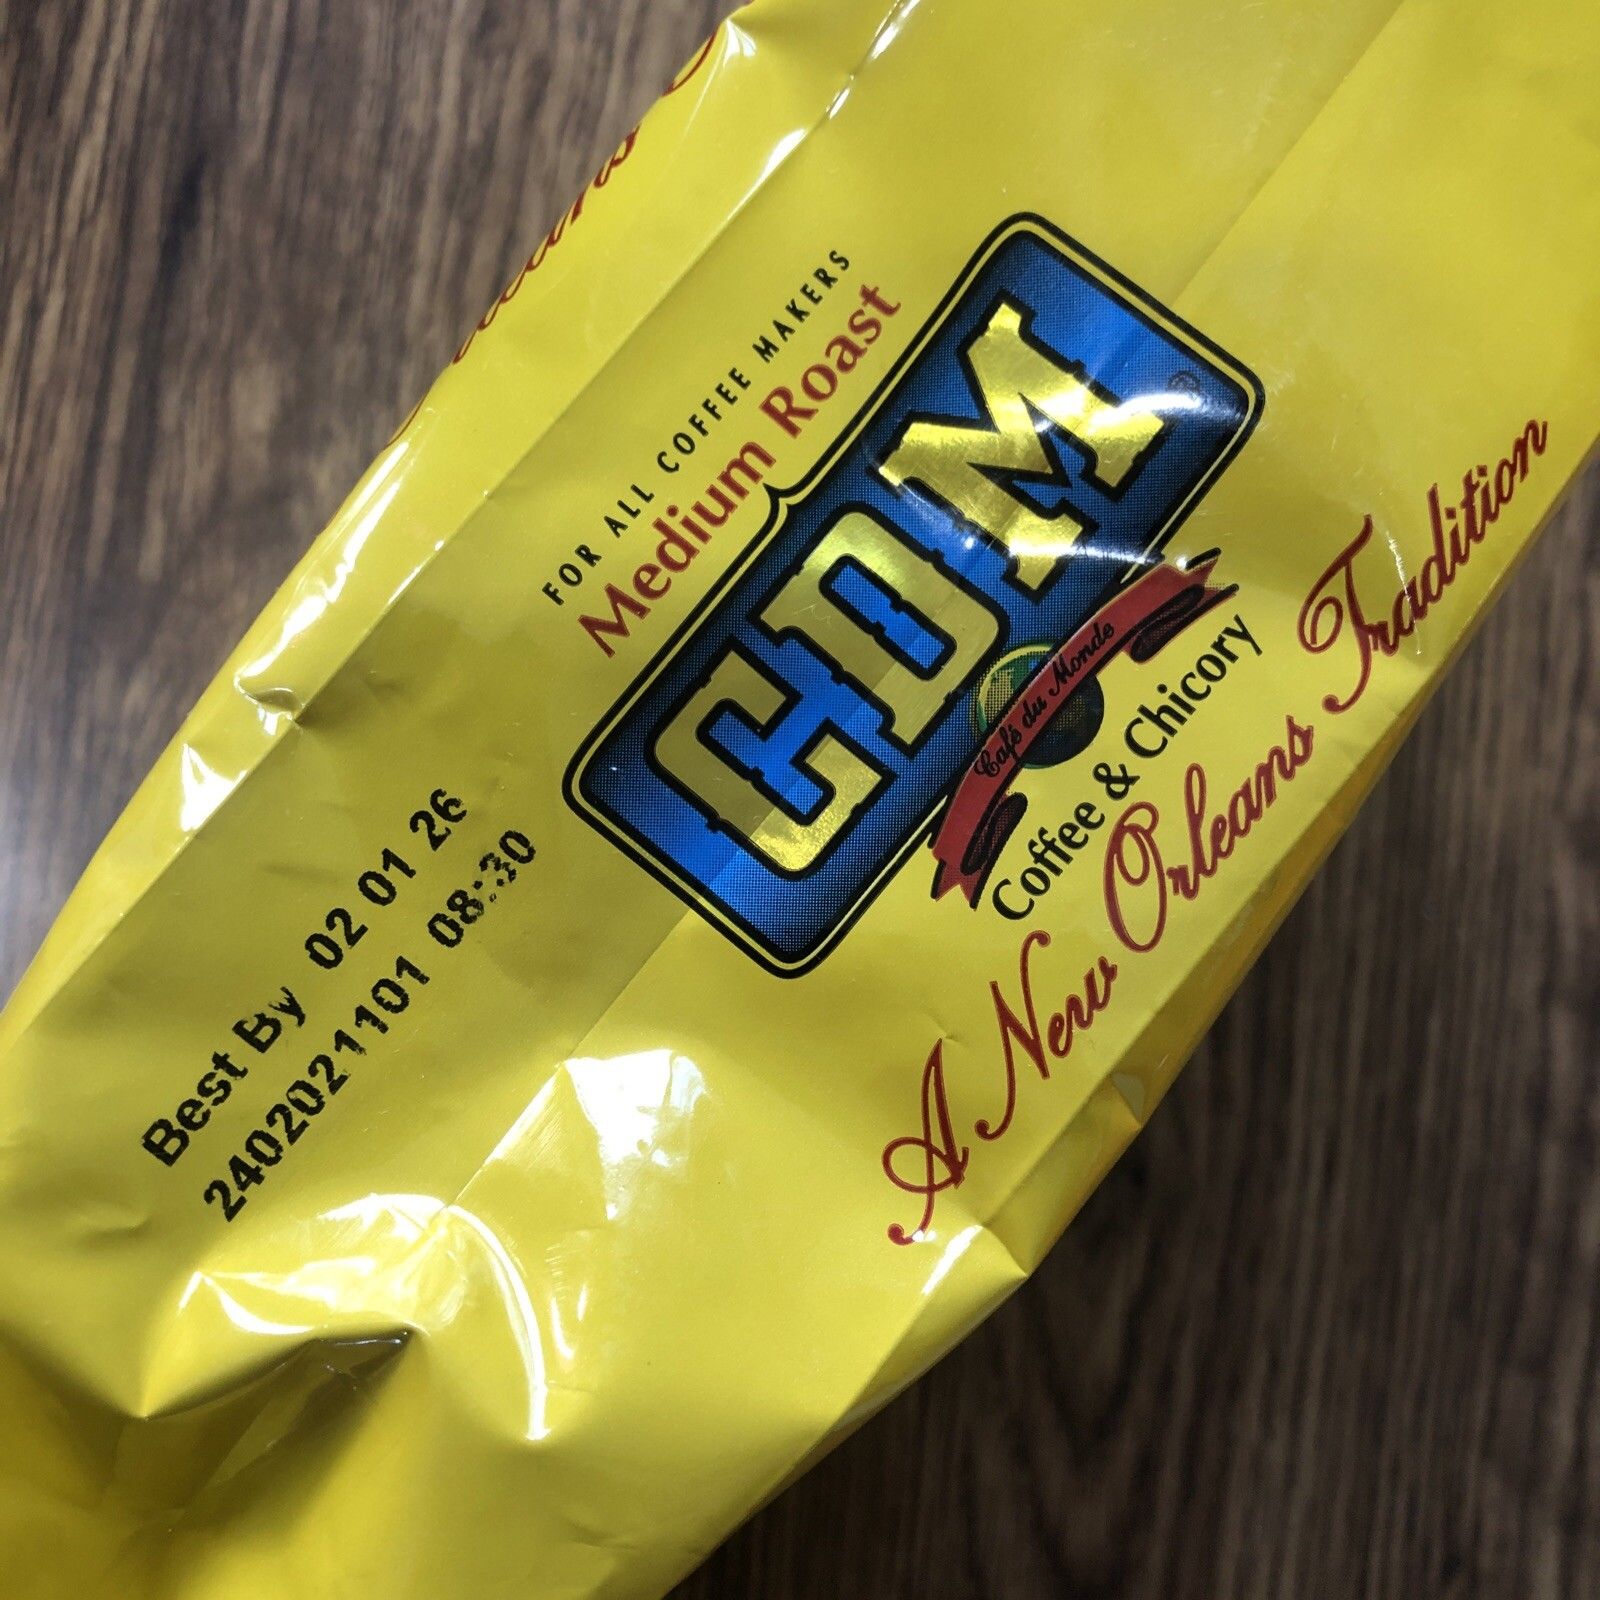 FOR ALL COFFEE MAKERS
Medium Roast
CDM®
Café du Monde
Coffee & Chicory
A New Orleans Tradition
Best By 02 01 26
2402021101 08:30